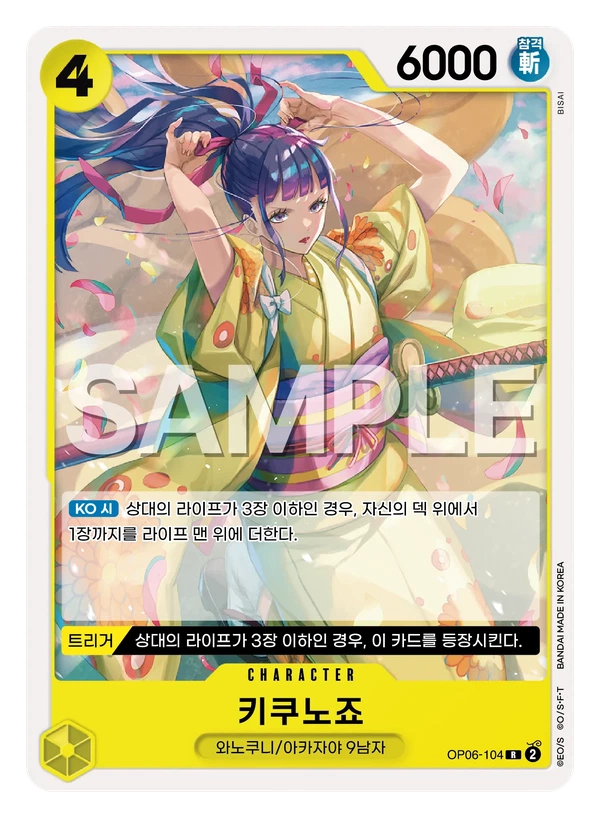 4
6000
참격
斬
BISAI
SAMPLE
KO 시 상대의 라이프가 3장 이하인 경우, 자신의 덱 위에서
1장까지를 라이프 맨 위에 더한다.
트리거 상대의 라이프가 3장 이하인 경우, 이 카드를 등장시킨다.
CHARACTER
키쿠노죠
와노쿠니/아카자야 9남자
OP06-104 R 2
©EO/S ©O/S·F·T BANDAI MADE IN KOREA